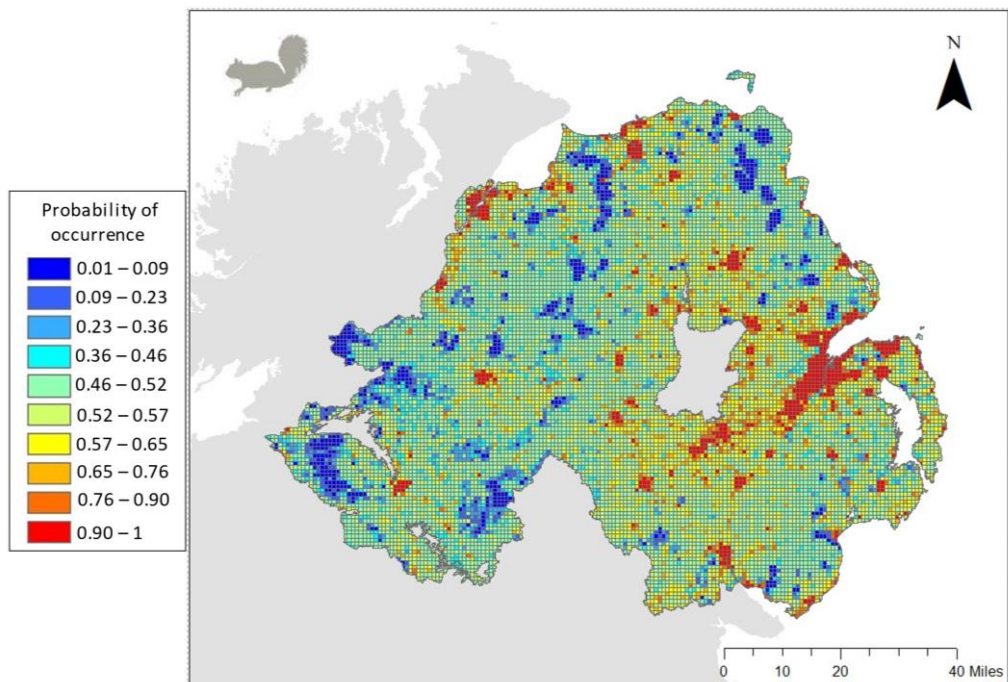 N
Probability of
occurrence
0.01 – 0.09
0.09 – 0.23
0.23 – 0.36
0.36 – 0.46
0.46 – 0.52
0.52 – 0.57
0.57 – 0.65
0.65 – 0.76
0.76 – 0.90
0.90 – 1
0 10 20 40 Miles